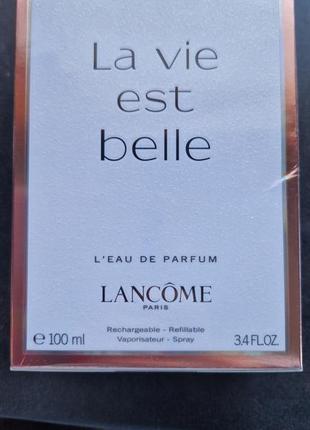 La vie
est
belle
L'EAU DE PARFUM
LANCÔME
PARIS
Rechargeable - Refillable
Vaporisateur - Spray
℮ 100 ml
3.4 FL.OZ.